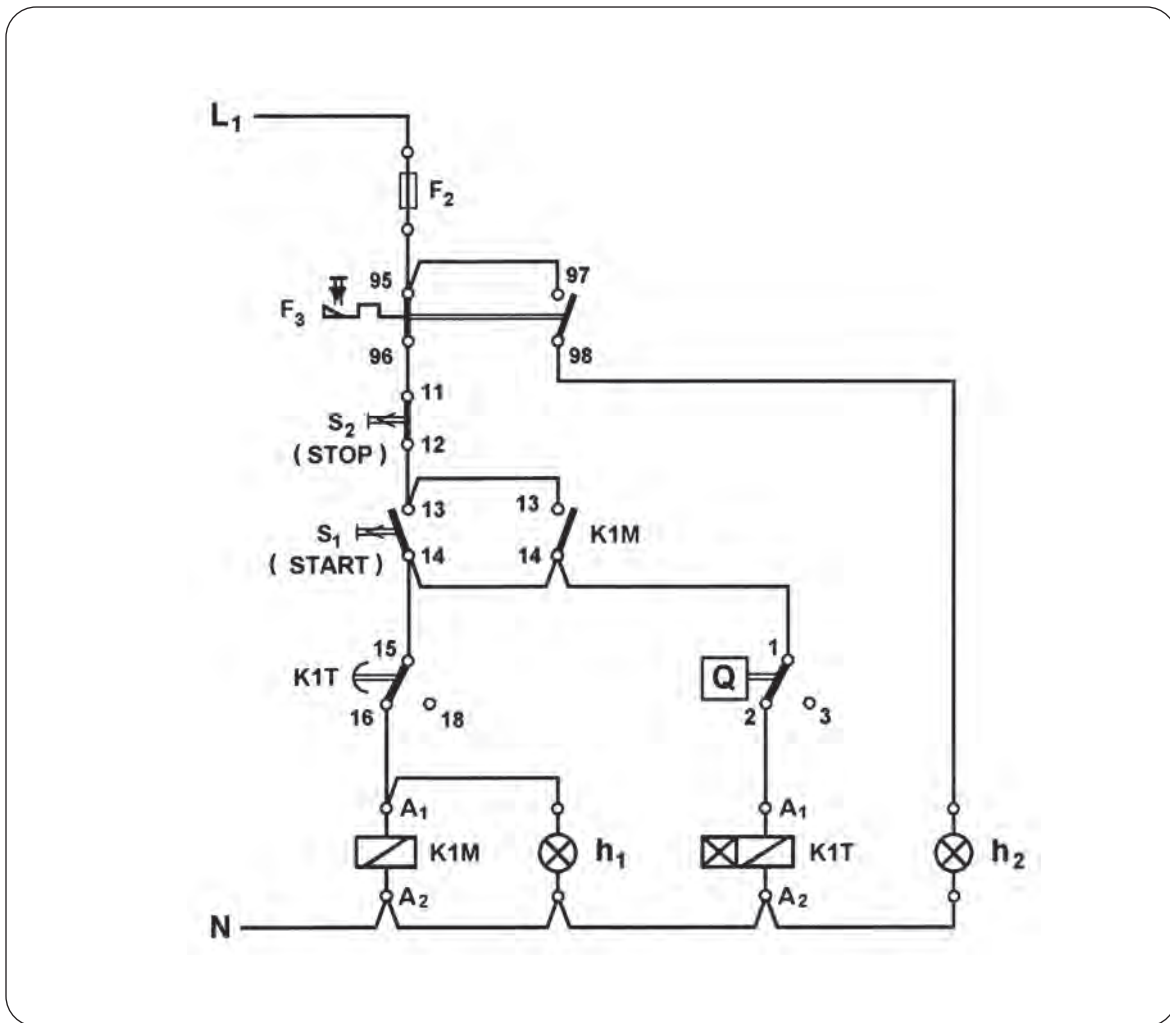 L₁
F₂
95 97
F₃
96 98
11
S₂
12
( STOP )
13 13
S₁ K1M
14 14
( START )
15 1
K1T Q
16 18 2 3
A₁ A₁
K1M h₁ K1T h₂
A₂ A₂
N